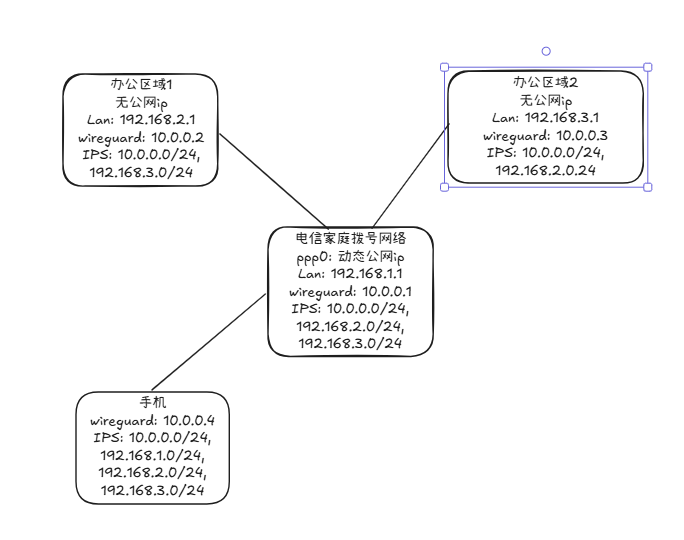 办公区域1
无公网ip
Lan: 192.168.2.1
wireguard: 10.0.0.2
IPS: 10.0.0.0/24,
192.168.3.0/24
办公区域2
无公网ip
Lan: 192.168.3.1
wireguard: 10.0.0.3
IPS: 10.0.0.0/24,
192.168.2.0.24
电信家庭拨号网络
ppp0: 动态公网ip
Lan: 192.168.1.1
wireguard: 10.0.0.1
IPS: 10.0.0.0/24,
192.168.2.0/24,
192.168.3.0/24
手机
wireguard: 10.0.0.4
IPS: 10.0.0.0/24,
192.168.1.0/24,
192.168.2.0/24,
192.168.3.0/24